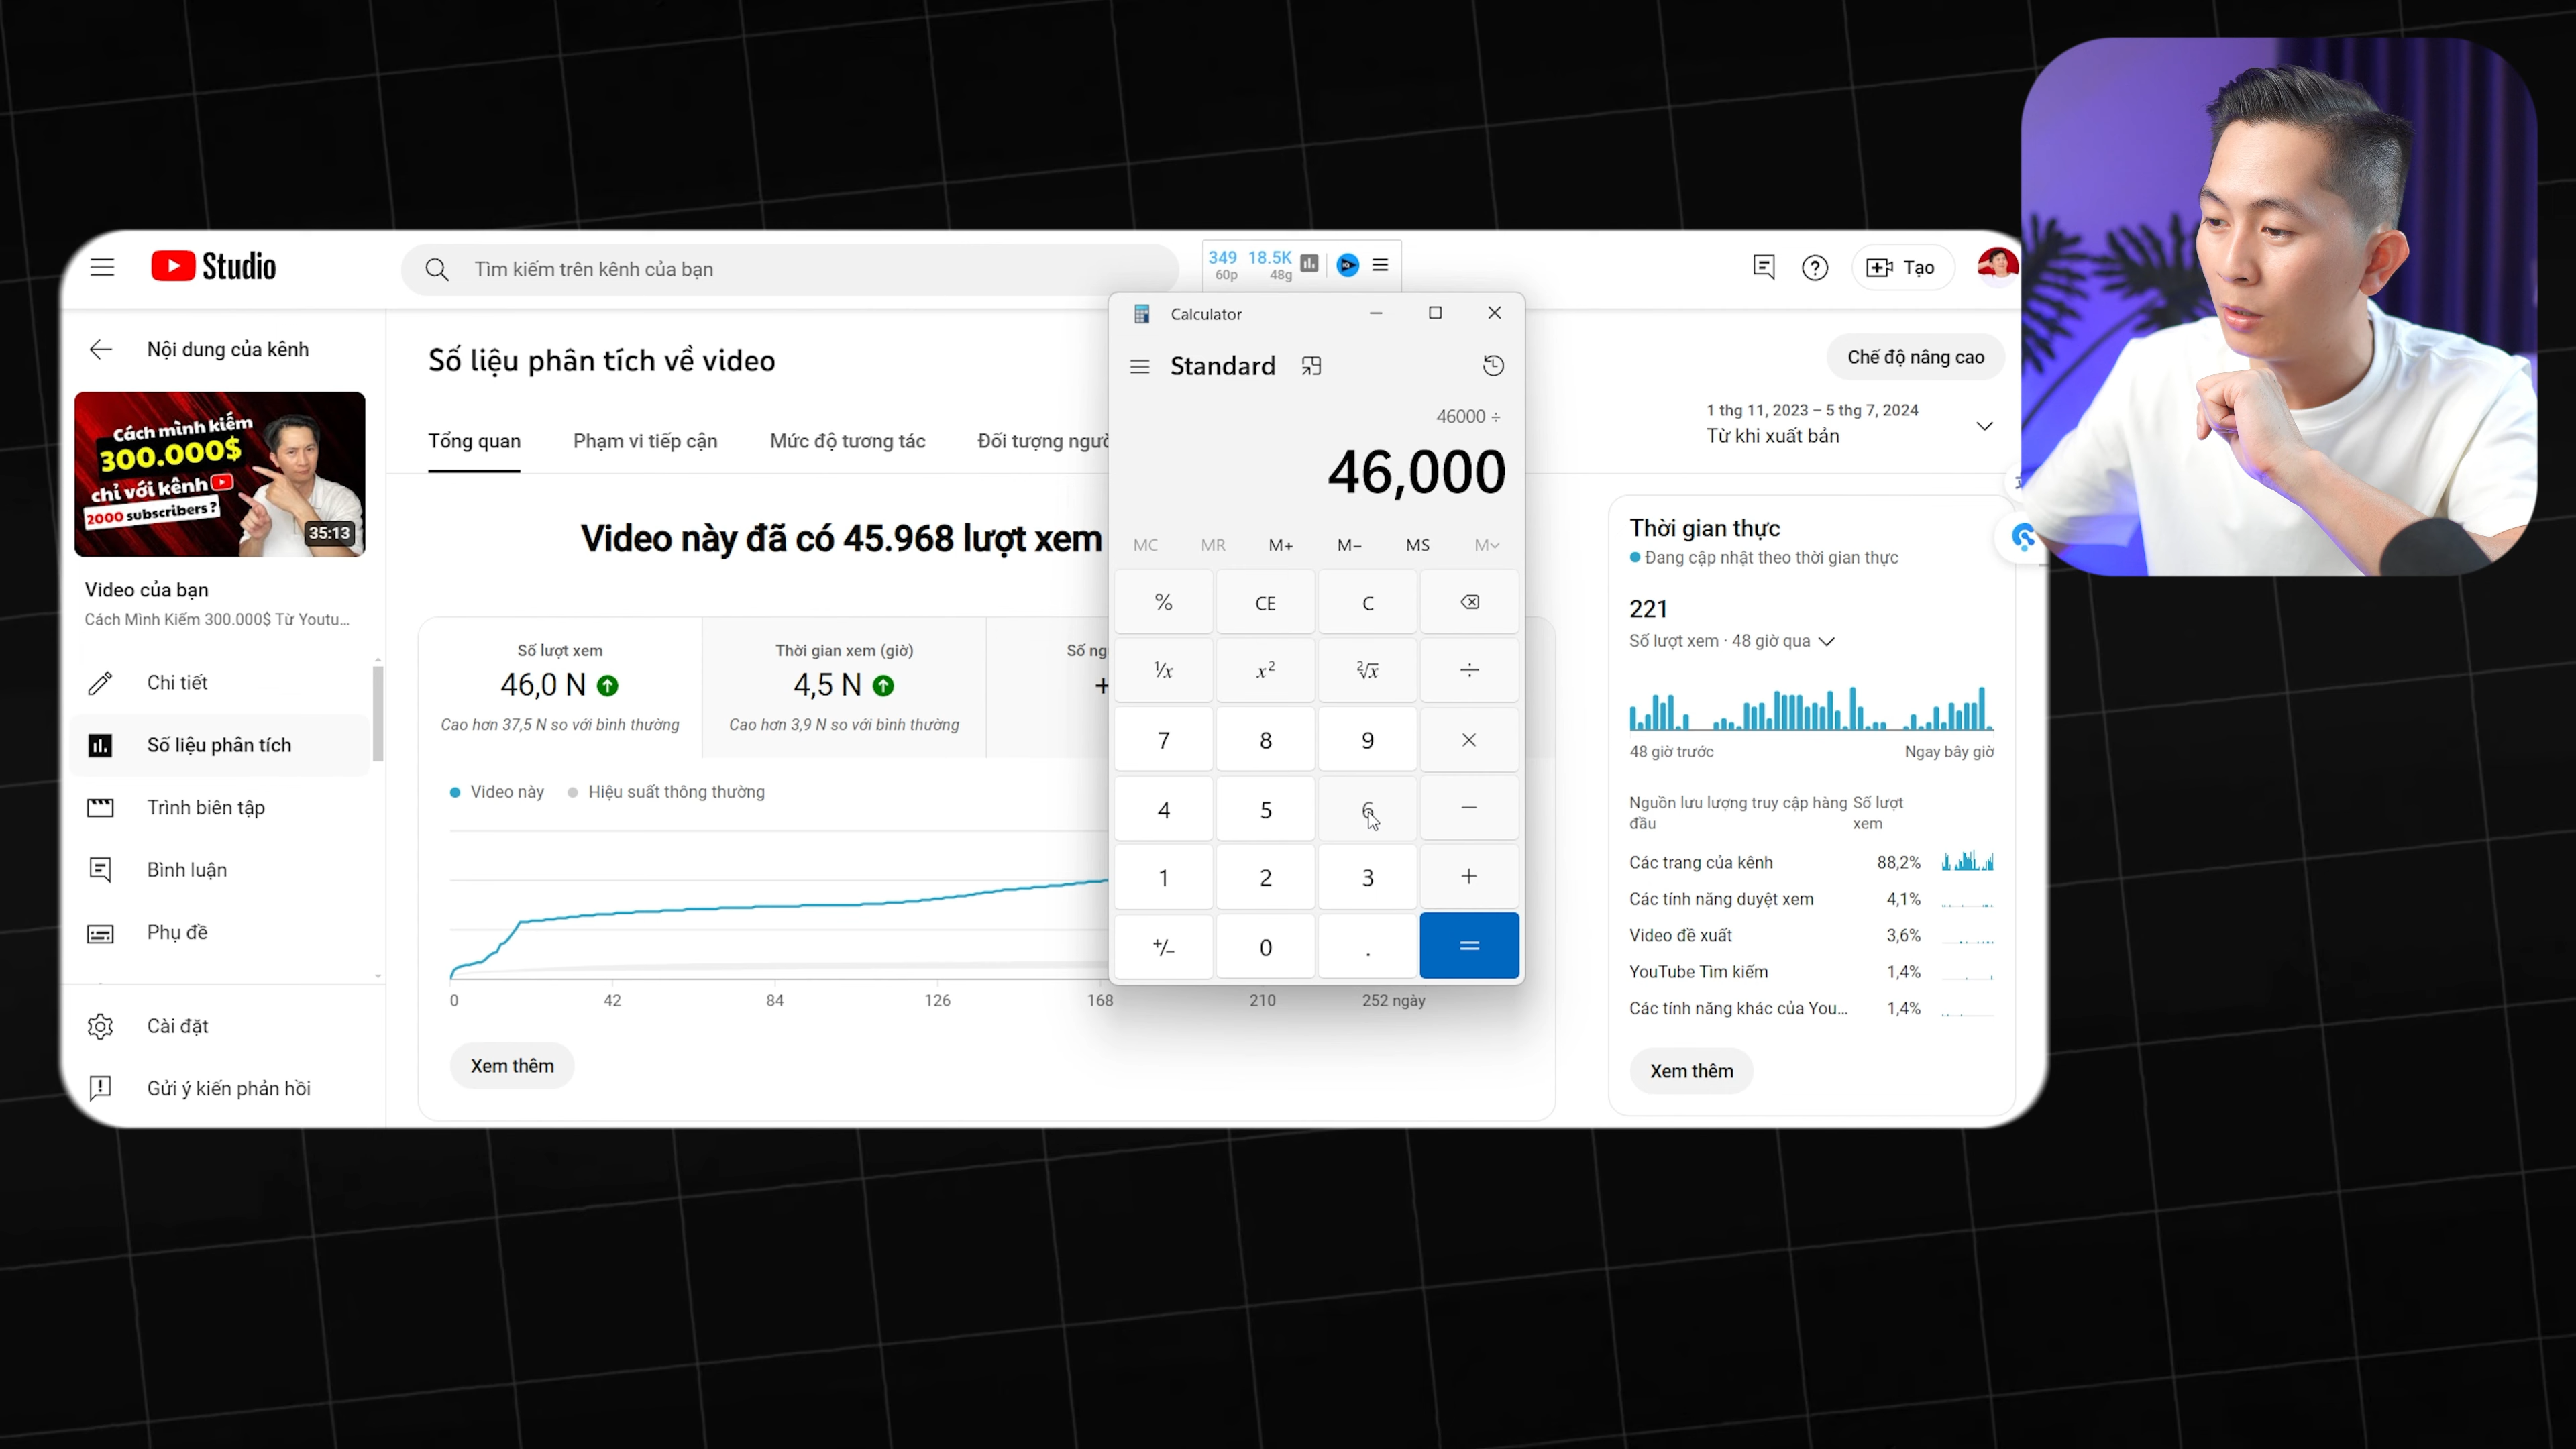 Studio
Tìm kiếm trên kênh của bạn
349 18.5K
60p 48g
Tạo
Nội dung của kênh
Cách mình kiếm
300.000$
chỉ với kênh
2000 subscribers ?
35:13
Video của bạn
Cách Mình Kiếm 300.000$ Từ Youtu...
Chi tiết
Số liệu phân tích
Trình biên tập
Bình luận
Phụ đề
Cài đặt
Gửi ý kiến phản hồi
Số liệu phân tích về video
Chế độ nâng cao
Tổng quan
Phạm vi tiếp cận
Mức độ tương tác
Đối tượng ngườ
1 thg 11, 2023 – 5 thg 7, 2024
Từ khi xuất bản
Video này đã có 45.968 lượt xem
Số lượt xem
46,0 N
Cao hơn 37,5 N so với bình thường
Thời gian xem (giờ)
4,5 N
Cao hơn 3,9 N so với bình thường
Số ng
+
Video này
Hiệu suất thông thường
0 42 84 126 168 210 252 ngày
Xem thêm
Calculator
Standard
46000 ÷
46,000
MC MR M+ M− MS M
% CE C
¹/x x² ²√x ÷
7 8 9 ×
4 5 6 −
1 2 3 +
+/− 0 . =
Thời gian thực
Đang cập nhật theo thời gian thực
221
Số lượt xem · 48 giờ qua
48 giờ trước
Ngay bây giờ
Nguồn lưu lượng truy cập hàng Số lượt
đầu xem
Các trang của kênh 88,2%
Các tính năng duyệt xem 4,1%
Video đề xuất 3,6%
YouTube Tìm kiếm 1,4%
Các tính năng khác của You... 1,4%
Xem thêm